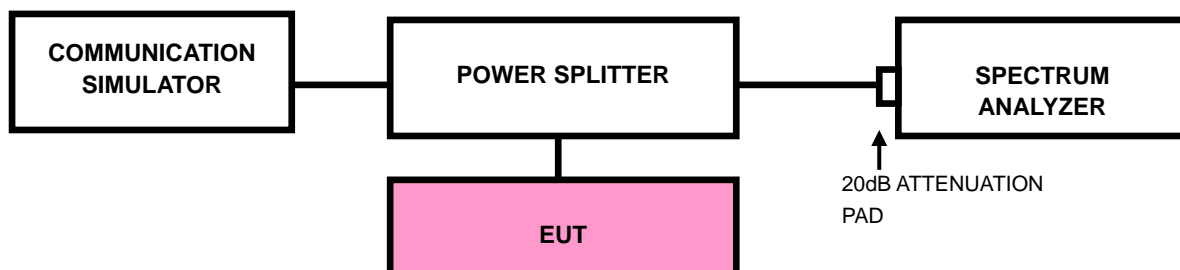 COMMUNICATION
SIMULATOR
POWER SPLITTER
SPECTRUM
ANALYZER
20dB ATTENUATION
PAD
EUT